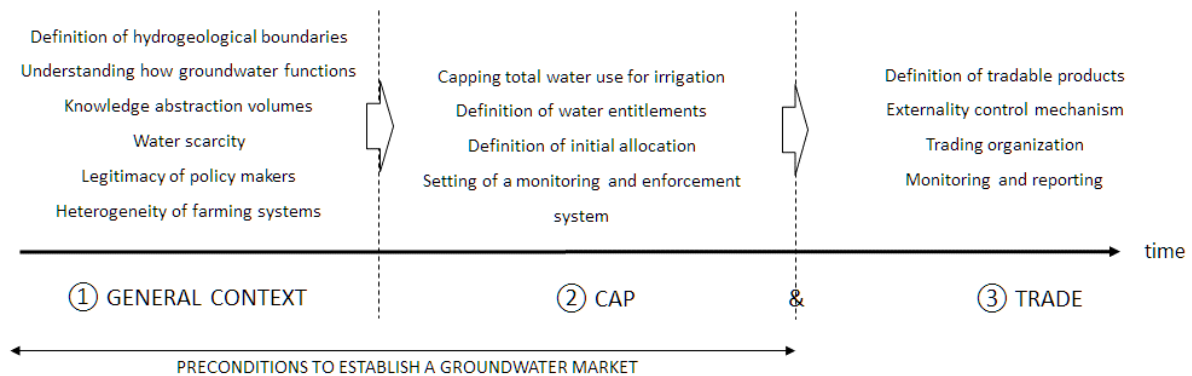 Definition of hydrogeological boundaries
Understanding how groundwater functions
Knowledge abstraction volumes
Water scarcity
Legitimacy of policy makers
Heterogeneity of farming systems
Capping total water use for irrigation
Definition of water entitlements
Definition of initial allocation
Setting of a monitoring and enforcement
system
Definition of tradable products
Externality control mechanism
Trading organization
Monitoring and reporting
time
① GENERAL CONTEXT
② CAP
&
③ TRADE
PRECONDITIONS TO ESTABLISH A GROUNDWATER MARKET